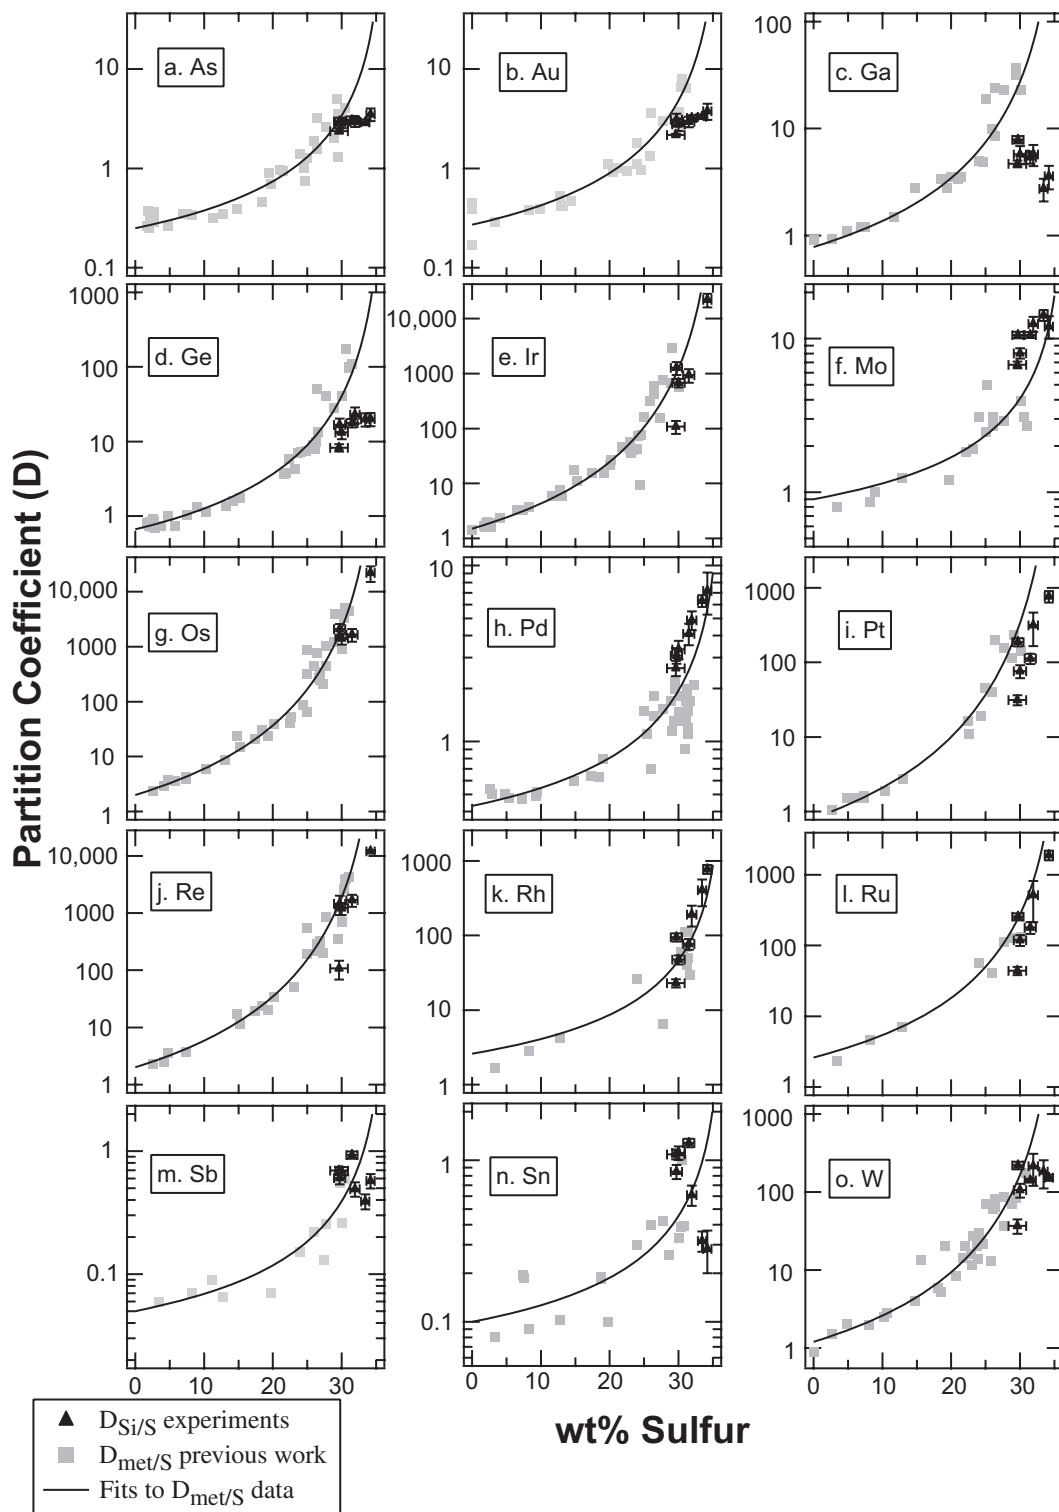 a. As
10
1
0.1
b. Au
10
1
0.1
c. Ga
100
10
1
d. Ge
1000
100
10
1
e. Ir
10,000
1000
100
10
1
f. Mo
10
1
g. Os
10,000
1000
100
10
1
h. Pd
10
1
i. Pt
1000
100
10
1
j. Re
10,000
1000
100
10
1
k. Rh
1000
100
10
1
l. Ru
1000
100
10
1
m. Sb
1
0.1
n. Sn
1
0.1
o. W
1000
100
10
1
0 10 20 30
0 10 20 30
0 10 20 30
Partition Coefficient (D)
wt% Sulfur
D Si/S experiments
D met/S previous work
Fits to D met/S data